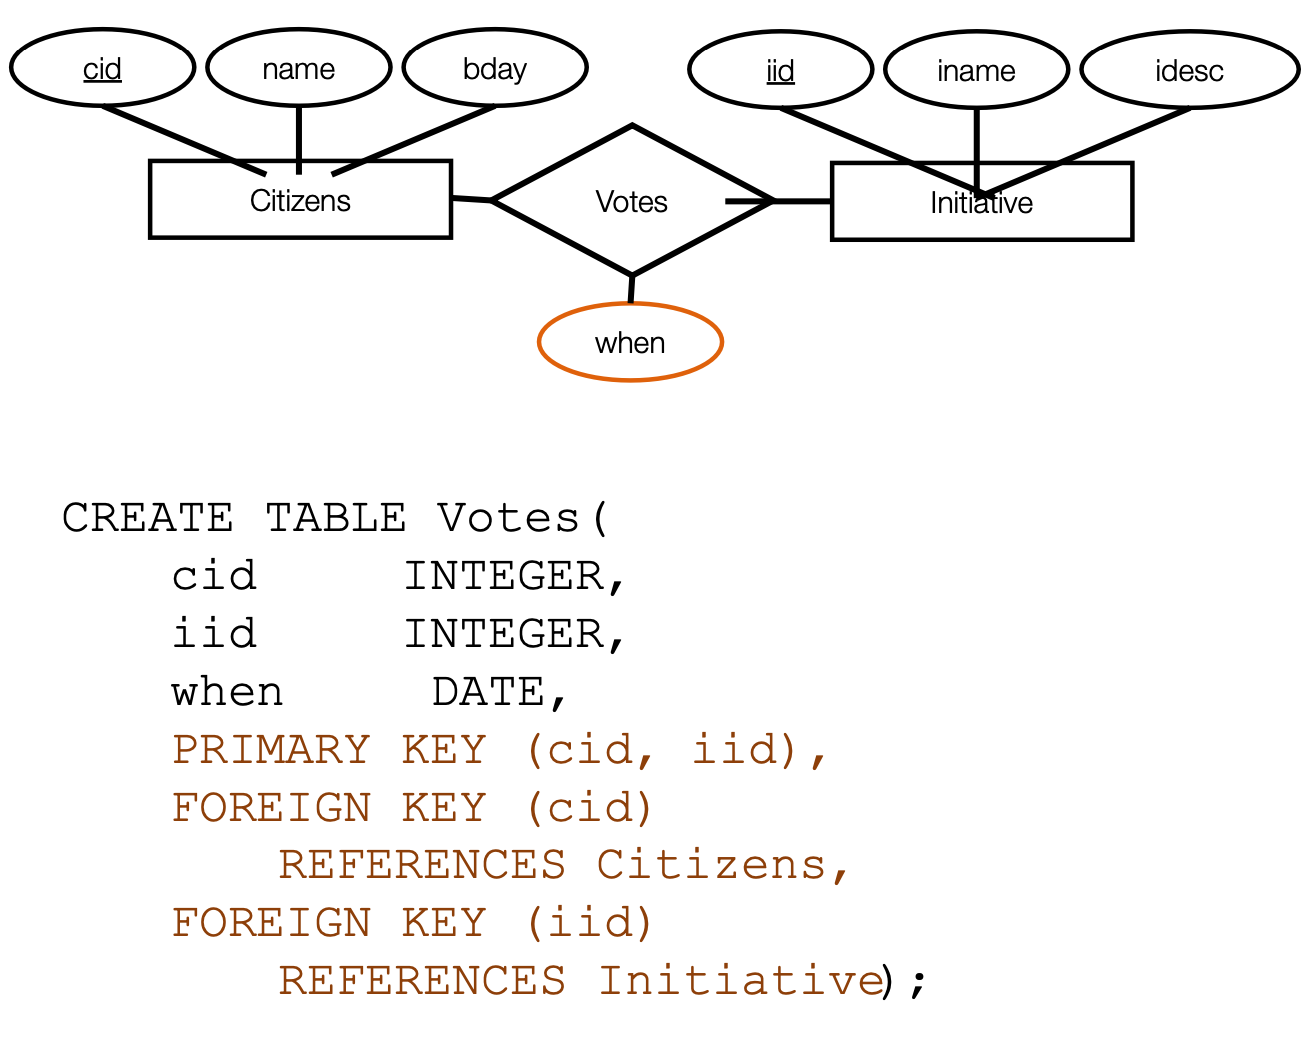 cid name bday iid iname idesc
Citizens Votes Initiative
when
CREATE TABLE Votes(
cid INTEGER,
iid INTEGER,
when DATE,
PRIMARY KEY (cid, iid),
FOREIGN KEY (cid)
REFERENCES Citizens,
FOREIGN KEY (iid)
REFERENCES Initiative);